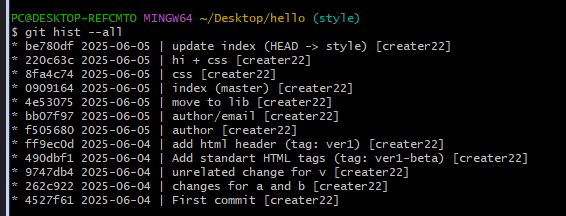 PC@DESKTOP-REFCMTO MINGW64 ~/Desktop/hello (style)
$ git hist --all
* be780df 2025-06-05 | update index (HEAD -> style) [creater22]
* 220c63c 2025-06-05 | hi + css [creater22]
* 8fa4c74 2025-06-05 | css [creater22]
* 0909164 2025-06-05 | index (master) [creater22]
* 4e53075 2025-06-05 | move to lib [creater22]
* bb07f97 2025-06-05 | author/email [creater22]
* f505680 2025-06-05 | author [creater22]
* ff9ec0d 2025-06-04 | add html header (tag: ver1) [creater22]
* 490dbf1 2025-06-04 | Add standart HTML tags (tag: ver1-beta) [creater22]
* 9747db4 2025-06-04 | unrelated change for v [creater22]
* 262c922 2025-06-04 | changes for a and b [creater22]
* 4527f61 2025-06-04 | First commit [creater22]